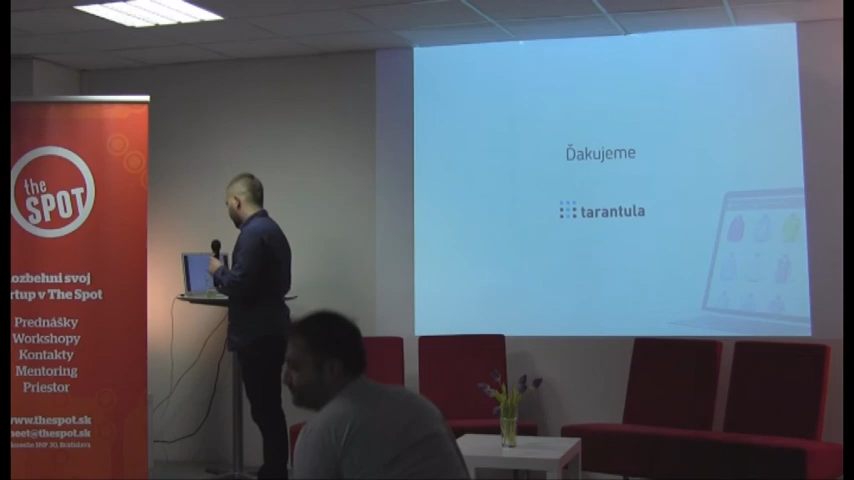 the
SPOT
ozbehni svoj
rtup v The Spot
Prednášky
Workshopy
Kontakty
Mentoring
Priestor
www.thespot.sk
meet@thespot.sk
Ďakujeme
tarantula